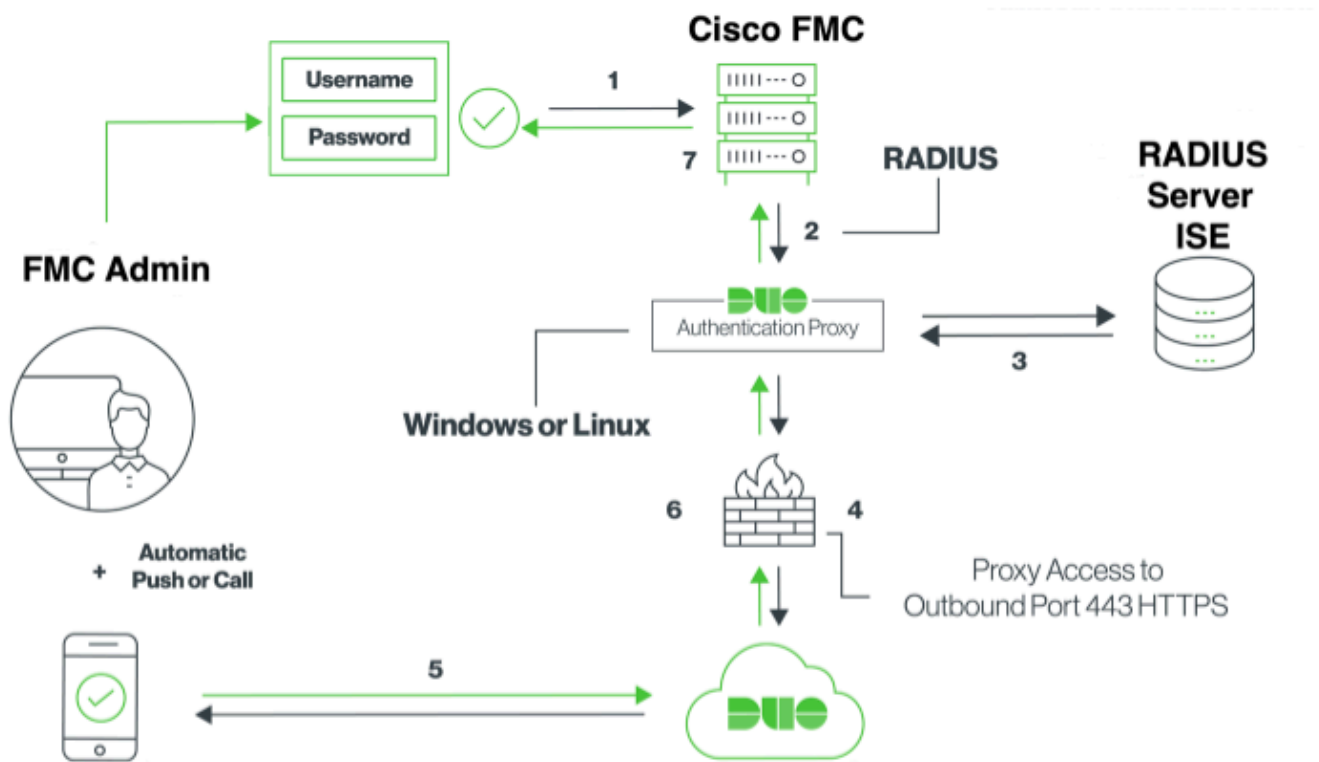 Cisco FMC
Username
Password
1
7
RADIUS
2
RADIUS
Server
ISE
FMC Admin
DUO
Authentication Proxy
3
Windows or Linux
6
4
Automatic
+ Push or Call
Proxy Access to
Outbound Port 443 HTTPS
5
DUO